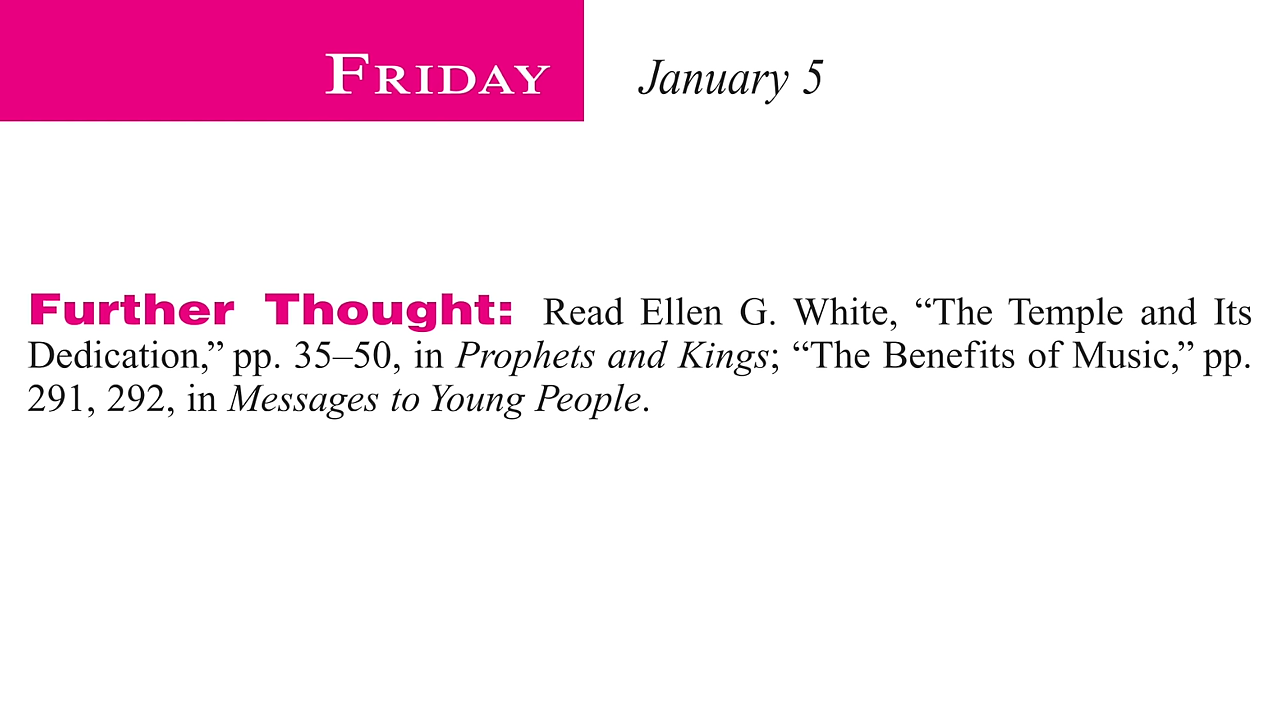 FRIDAY
January 5
Further Thought: Read Ellen G. White, “The Temple and Its
Dedication,” pp. 35–50, in Prophets and Kings; “The Benefits of Music,” pp.
291, 292, in Messages to Young People.